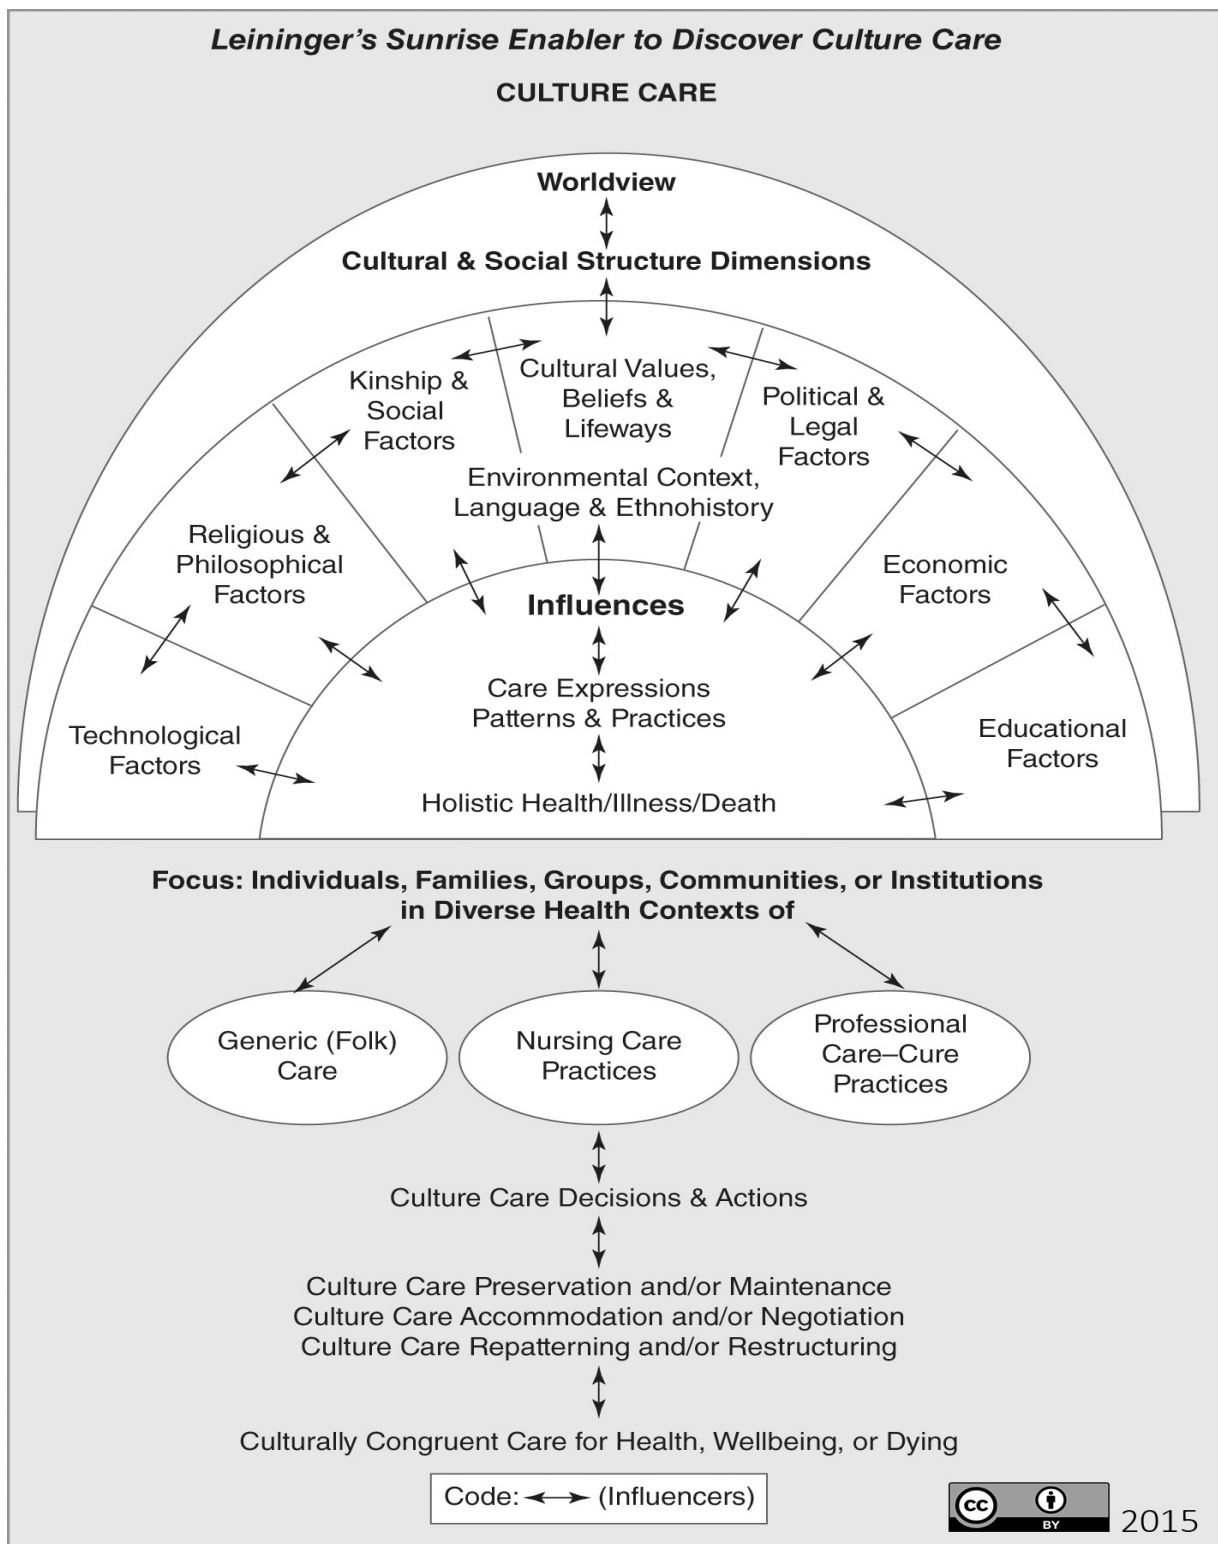 Leininger's Sunrise Enabler to Discover Culture Care
CULTURE CARE
Worldview
Cultural & Social Structure Dimensions
Kinship &
Social
Factors
Cultural Values,
Beliefs &
Lifeways
Political &
Legal
Factors
Environmental Context,
Language & Ethnohistory
Religious &
Philosophical
Factors
Economic
Factors
Influences
Care Expressions
Patterns & Practices
Technological
Factors
Educational
Factors
Holistic Health/Illness/Death
Focus: Individuals, Families, Groups, Communities, or Institutions
in Diverse Health Contexts of
Generic (Folk)
Care
Nursing Care
Practices
Professional
Care–Cure
Practices
Culture Care Decisions & Actions
Culture Care Preservation and/or Maintenance
Culture Care Accommodation and/or Negotiation
Culture Care Repatterning and/or Restructuring
Culturally Congruent Care for Health, Wellbeing, or Dying
Code: ↔ (Influencers)
cc
BY
2015